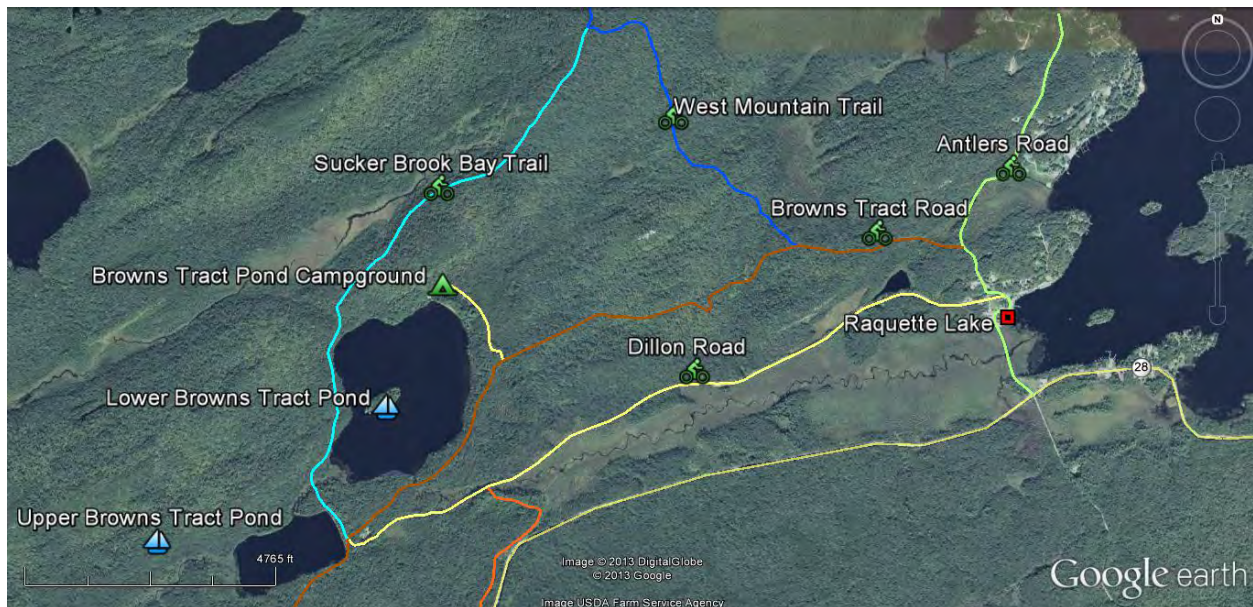 N
West Mountain Trail
Antlers Road
Sucker Brook Bay Trail
Browns Tract Road
Browns Tract Pond Campground
Raquette Lake
Dillon Road
28
Lower Browns Tract Pond
Upper Browns Tract Pond
4765 ft
Image © 2013 DigitalGlobe
© 2013 Google
Image USDA Farm Service Agency
Google earth